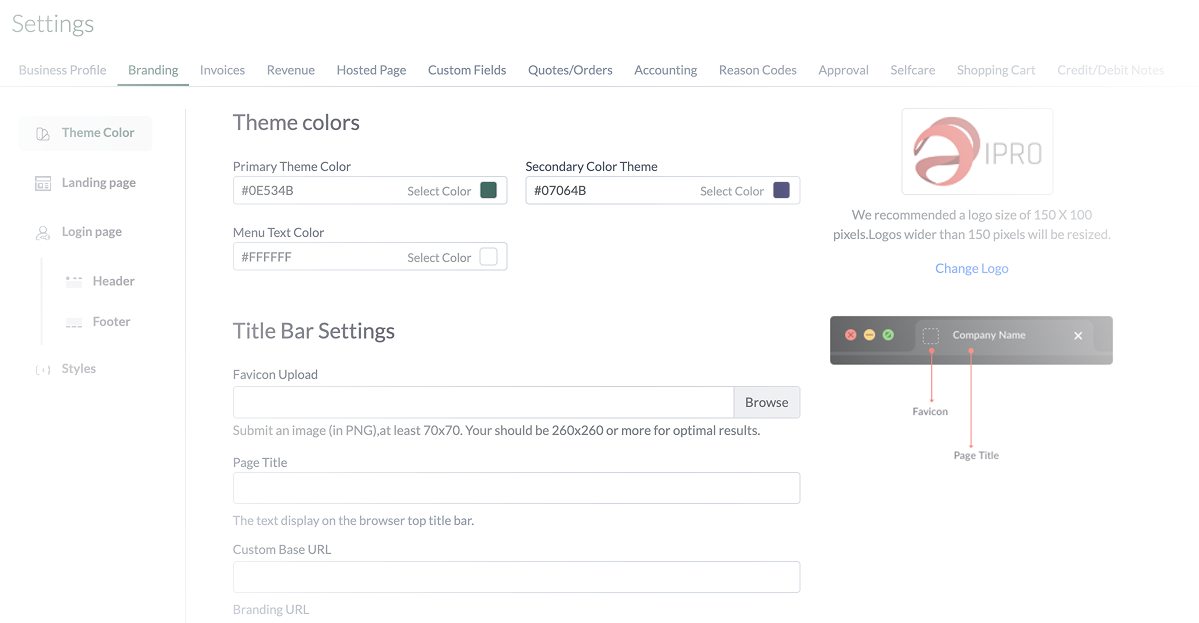 Settings
Business Profile Branding Invoices Revenue Hosted Page Custom Fields Quotes/Orders Accounting Reason Codes Approval Selfcare Shopping Cart Credit/Debit Notes
Theme Color
Landing page
Login page
Header
Footer
Styles
Theme colors
Primary Theme Color
#0E534B Select Color
Secondary Color Theme
#07064B Select Color
Menu Text Color
#FFFFFF Select Color
Title Bar Settings
Favicon Upload
Browse
Submit an image (in PNG),at least 70x70. Your should be 260x260 or more for optimal results.
Page Title
The text display on the browser top title bar.
Custom Base URL
Branding URL
IPRO
We recommended a logo size of 150 X 100
pixels.Logos wider than 150 pixels will be resized.
Change Logo
Company Name
Favicon
Page Title